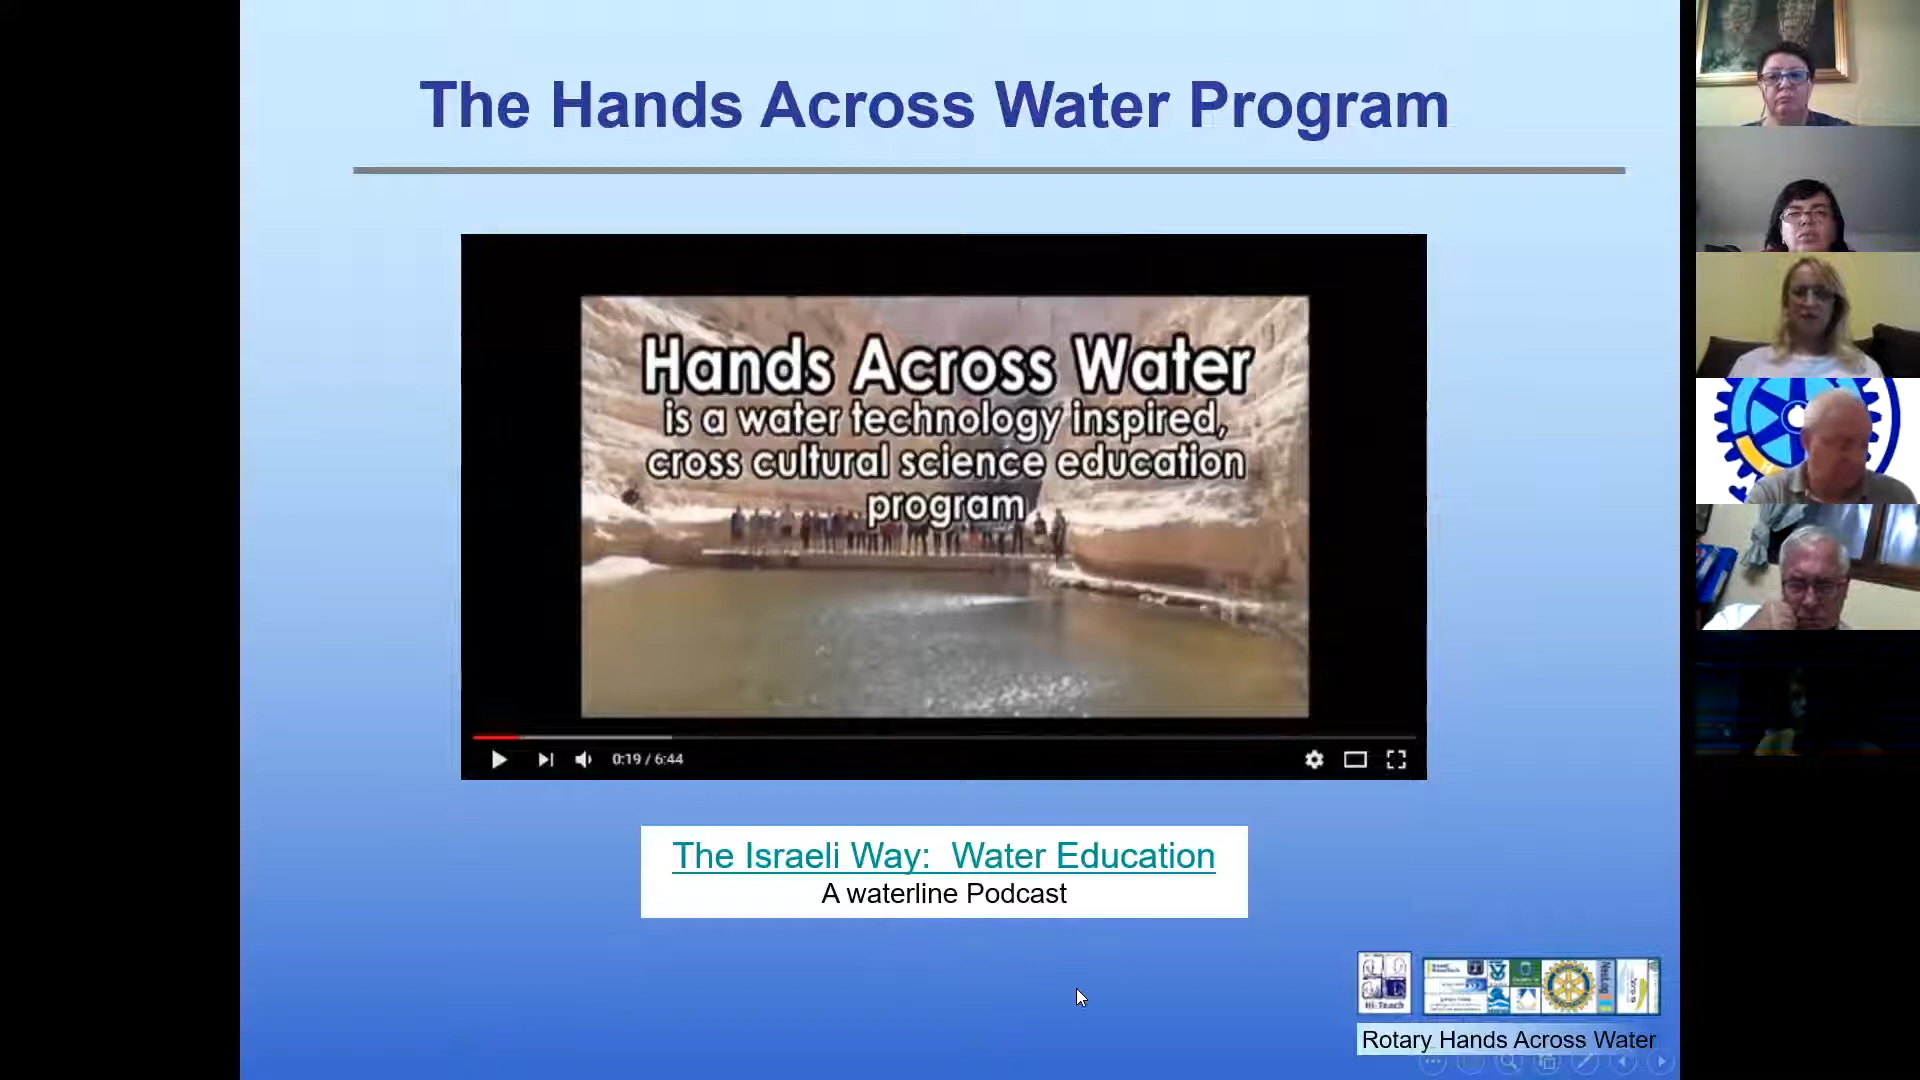 The Hands Across Water Program
Hands Across Water
is a water technology inspired,
cross cultural science education
program
0:19 / 6:44
The Israeli Way:  Water Education
A waterline Podcast
Hi-Teach
Rotary Hands Across Water